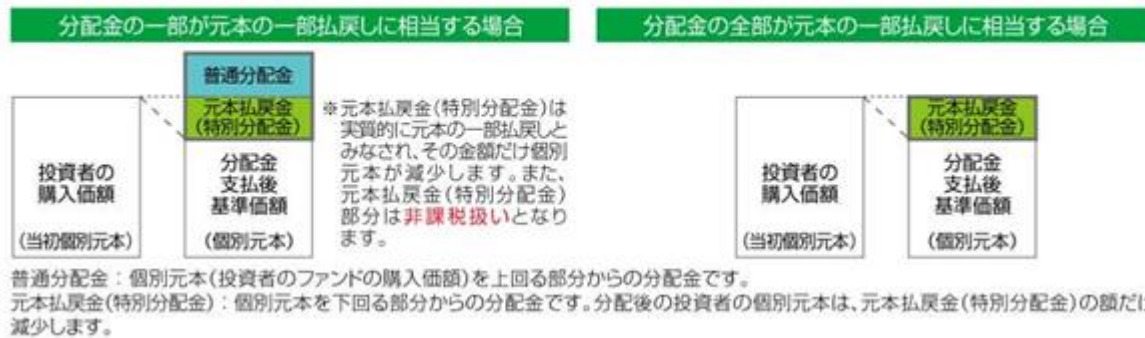 分配金の一部が元本の一部払戻しに相当する場合
普通分配金
元本払戻金
(特別分配金)
投資者の
購入価額
(当初個別元本)
分配金
支払後
基準価額
(個別元本)
※元本払戻金(特別分配金)は
実質的に元本の一部払戻しと
みなされ、その金額だけ個別
元本が減少します。また、
元本払戻金(特別分配金)
部分は非課税扱いとなり
ます。
分配金の全部が元本の一部払戻しに相当する場合
元本払戻金
(特別分配金)
投資者の
購入価額
(当初個別元本)
分配金
支払後
基準価額
(個別元本)
普通分配金：個別元本(投資者のファンドの購入価額)を上回る部分からの分配金です。
元本払戻金(特別分配金)：個別元本を下回る部分からの分配金です。分配後の投資者の個別元本は、元本払戻金(特別分配金)の額だけ
減少します。